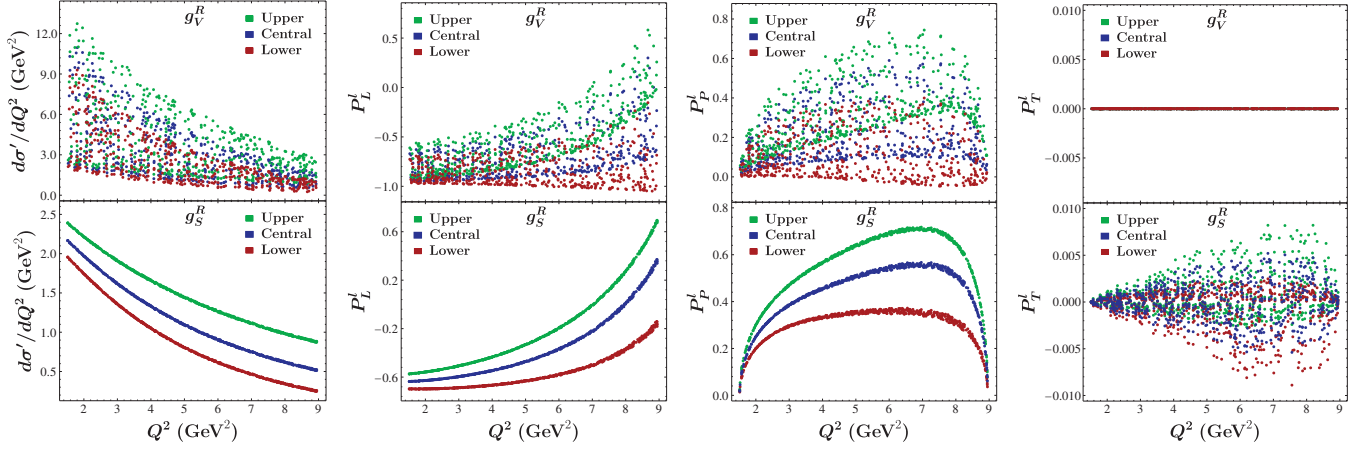 g_V^R
Upper
Central
Lower
dσ′/dQ² (GeV²)
12.0
9.0
6.0
3.0
0.0
g_V^R
Upper
Central
Lower
P_L^l
0.5
0.0
−0.5
−1.0
g_V^R
Upper
Central
Lower
P_P^l
0.8
0.6
0.4
0.2
0.0
g_V^R
Upper
Central
Lower
P_T^l
0.010
0.005
0.000
−0.005
g_S^R
Upper
Central
Lower
dσ′/dQ² (GeV²)
2.5
2.0
1.5
1.0
0.5
2 3 4 5 6 7 8 9
Q² (GeV²)
g_S^R
Upper
Central
Lower
P_L^l
0.6
0.2
−0.2
−0.6
2 3 4 5 6 7 8 9
Q² (GeV²)
g_S^R
Upper
Central
Lower
P_P^l
0.8
0.6
0.4
0.2
0.0
2 3 4 5 6 7 8 9
Q² (GeV²)
g_S^R
Upper
Central
Lower
P_T^l
0.010
0.005
0.000
−0.005
−0.010
2 3 4 5 6 7 8 9
Q² (GeV²)